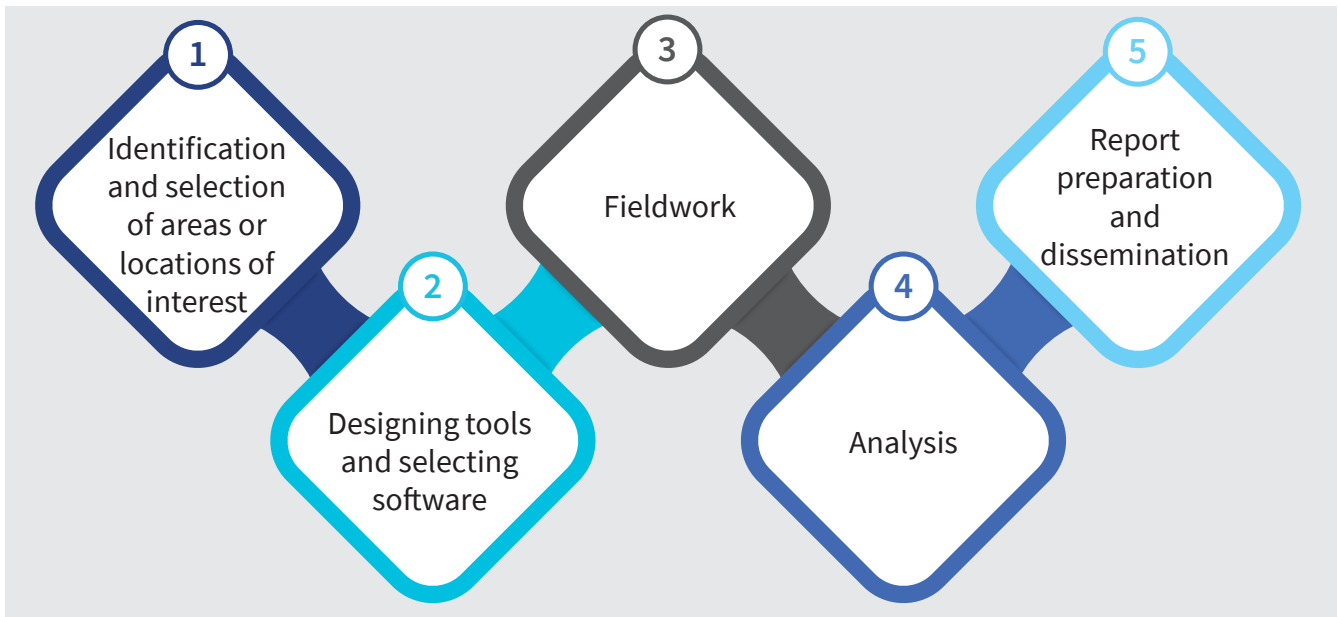 1
Identification
and selection
of areas or
locations of
interest
2
Designing tools
and selecting
software
3
Fieldwork
4
Analysis
5
Report
preparation
and
dissemination